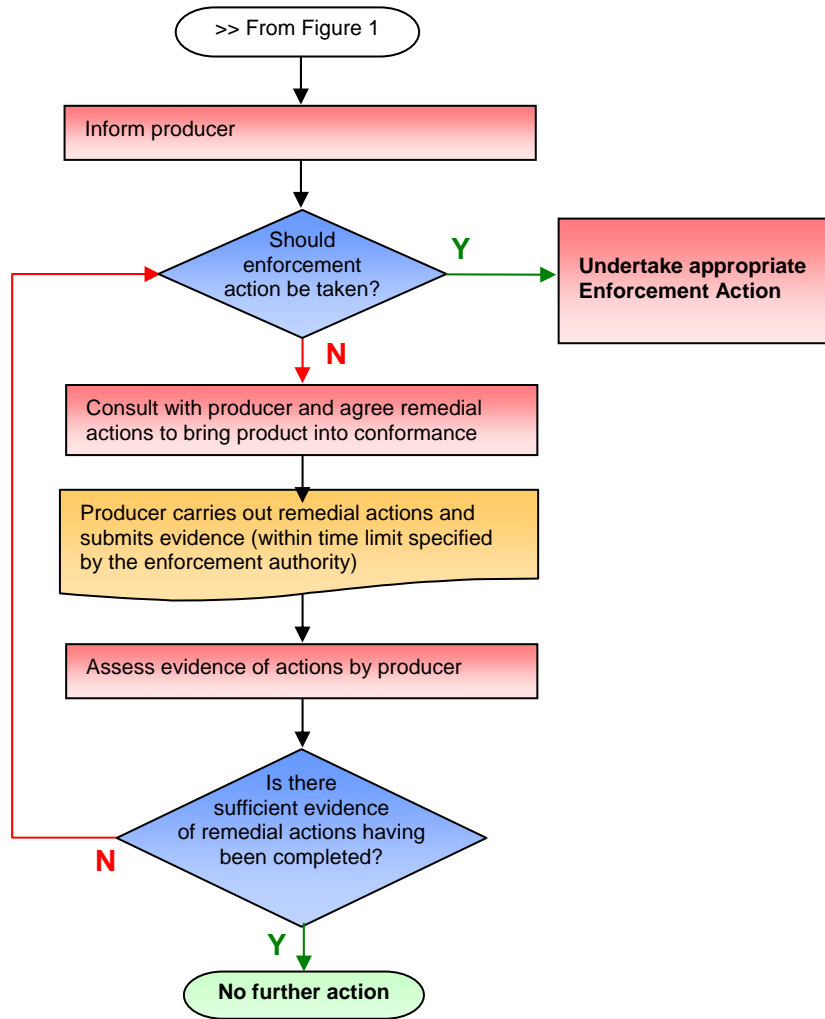 >> From Figure 1
Inform producer
Should
enforcement
action be taken?
Y
Undertake appropriate
Enforcement Action
N
Consult with producer and agree remedial
actions to bring product into conformance
Producer carries out remedial actions and
submits evidence (within time limit specified
by the enforcement authority)
Assess evidence of actions by producer
Is there
sufficient evidence
of remedial actions having
been completed?
N
Y
No further action